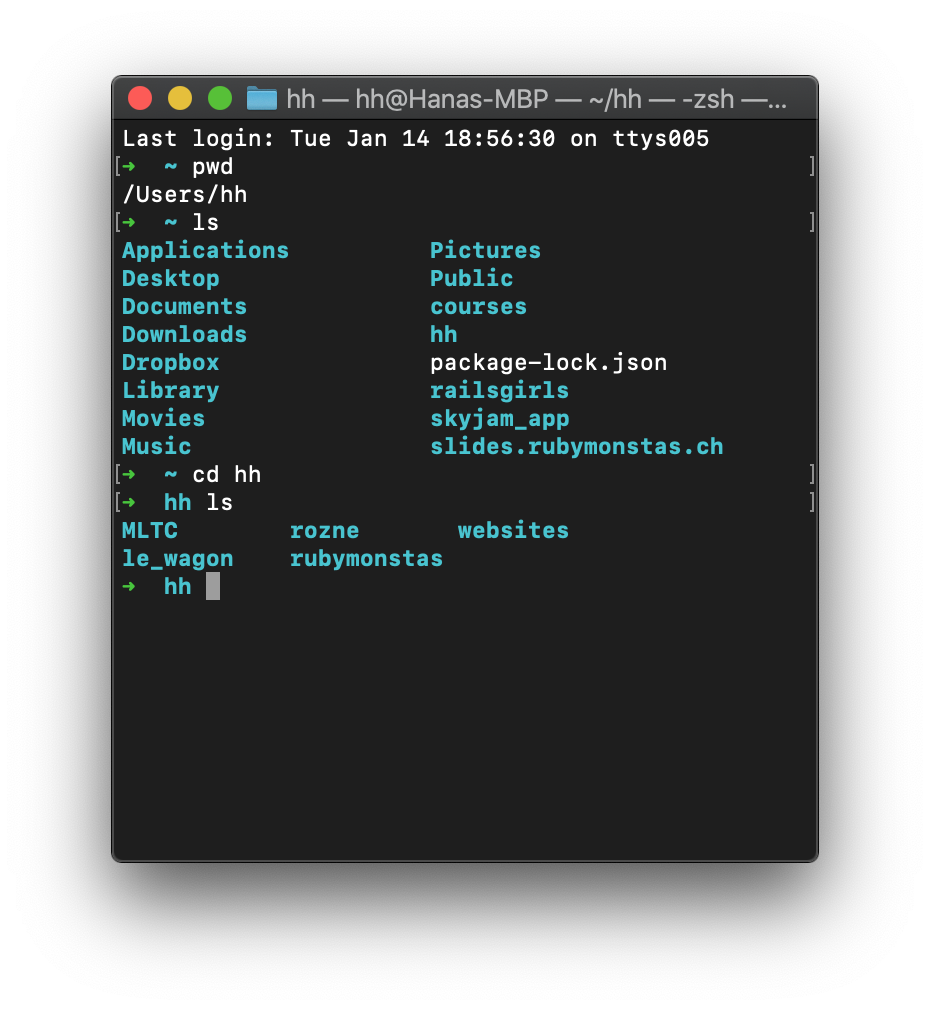 hh — hh@Hanas-MBP — ~/hh — -zsh —...
Last login: Tue Jan 14 18:56:30 on ttys005
[➜  ~ pwd ]
/Users/hh
[➜  ~ ls ]
Applications Pictures
Desktop Public
Documents courses
Downloads hh
Dropbox package-lock.json
Library railsgirls
Movies skyjam_app
Music slides.rubymonstas.ch
[➜  ~ cd hh ]
[➜  hh ls ]
MLTC rozne websites
le_wagon rubymonstas
➜  hh